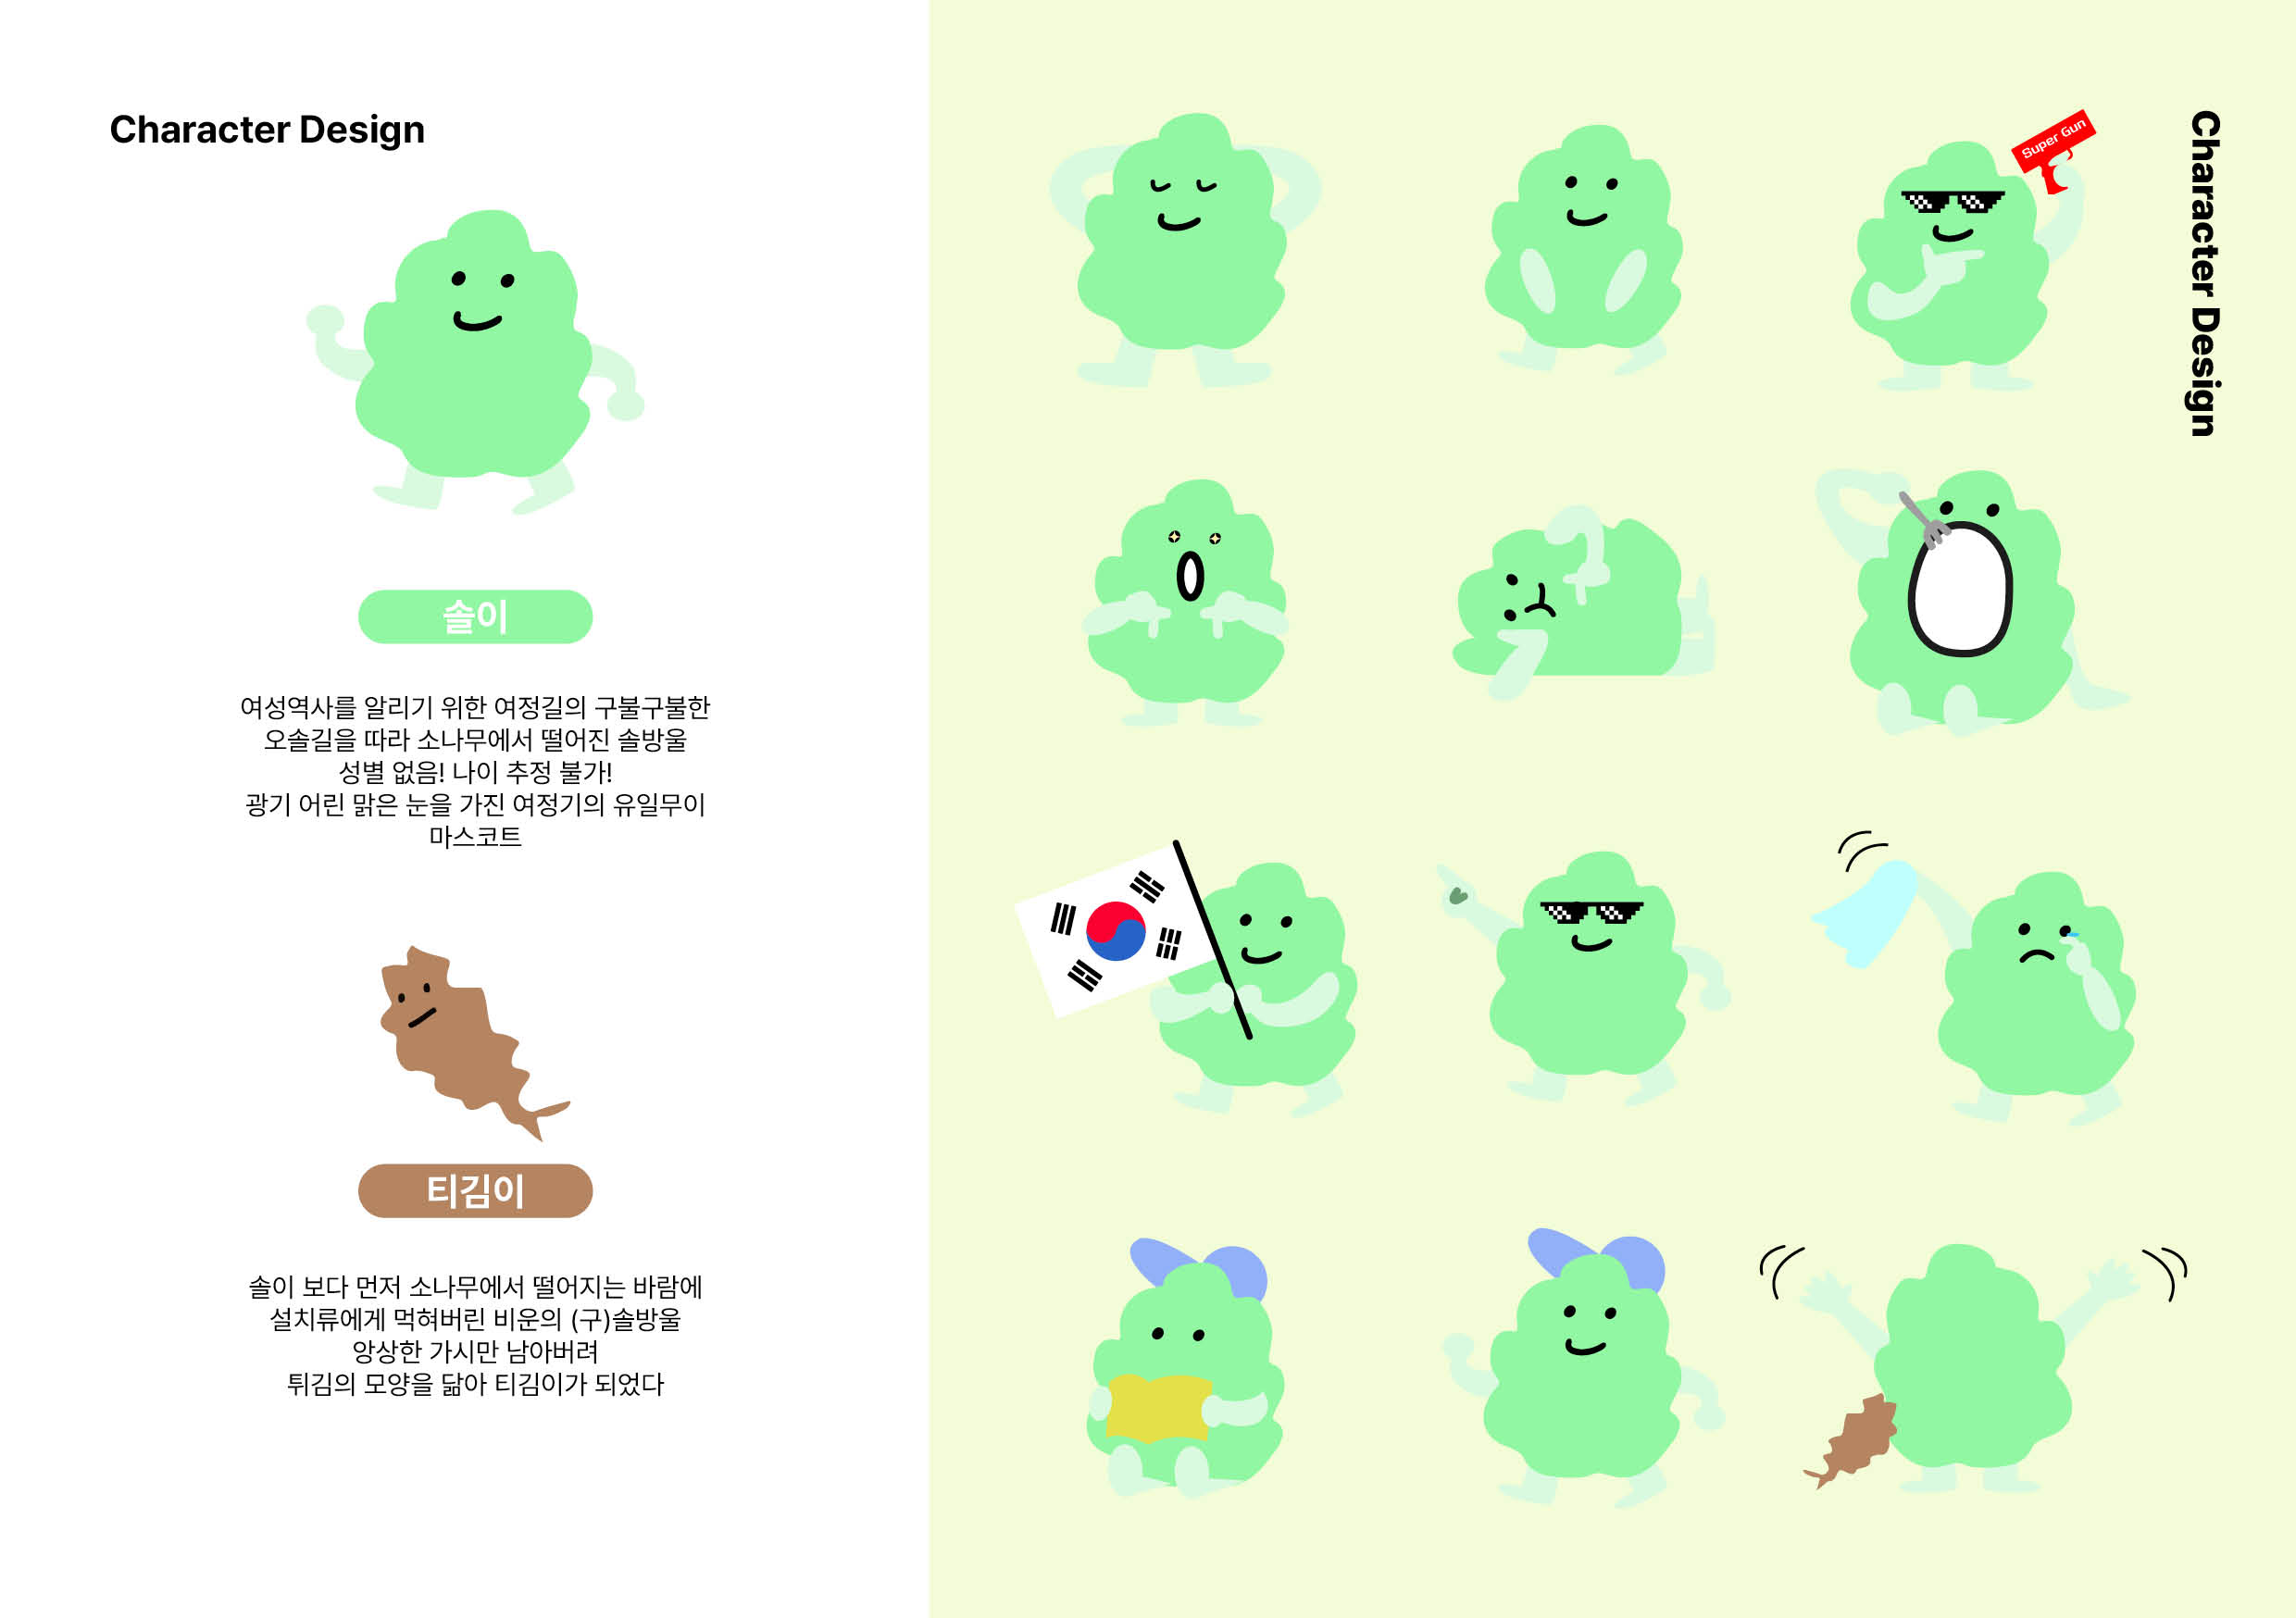 Character Design
솔이
여성역사를 알리기 위한 여정길의 구불구불한
오솔길을 따라 소나무에서 떨어진 솔방울
성별 없음! 나이 추정 불가!
광기 어린 맑은 눈을 가진 여정기의 유일무이
마스코트
티김이
솔이 보다 먼저 소나무에서 떨어지는 바람에
설치류에게 먹혀버린 비운의 (구)솔방울
앙상한 가시만 남아버려
튀김의 모양을 닮아 티김이가 되었다
Super Gun
Character Design